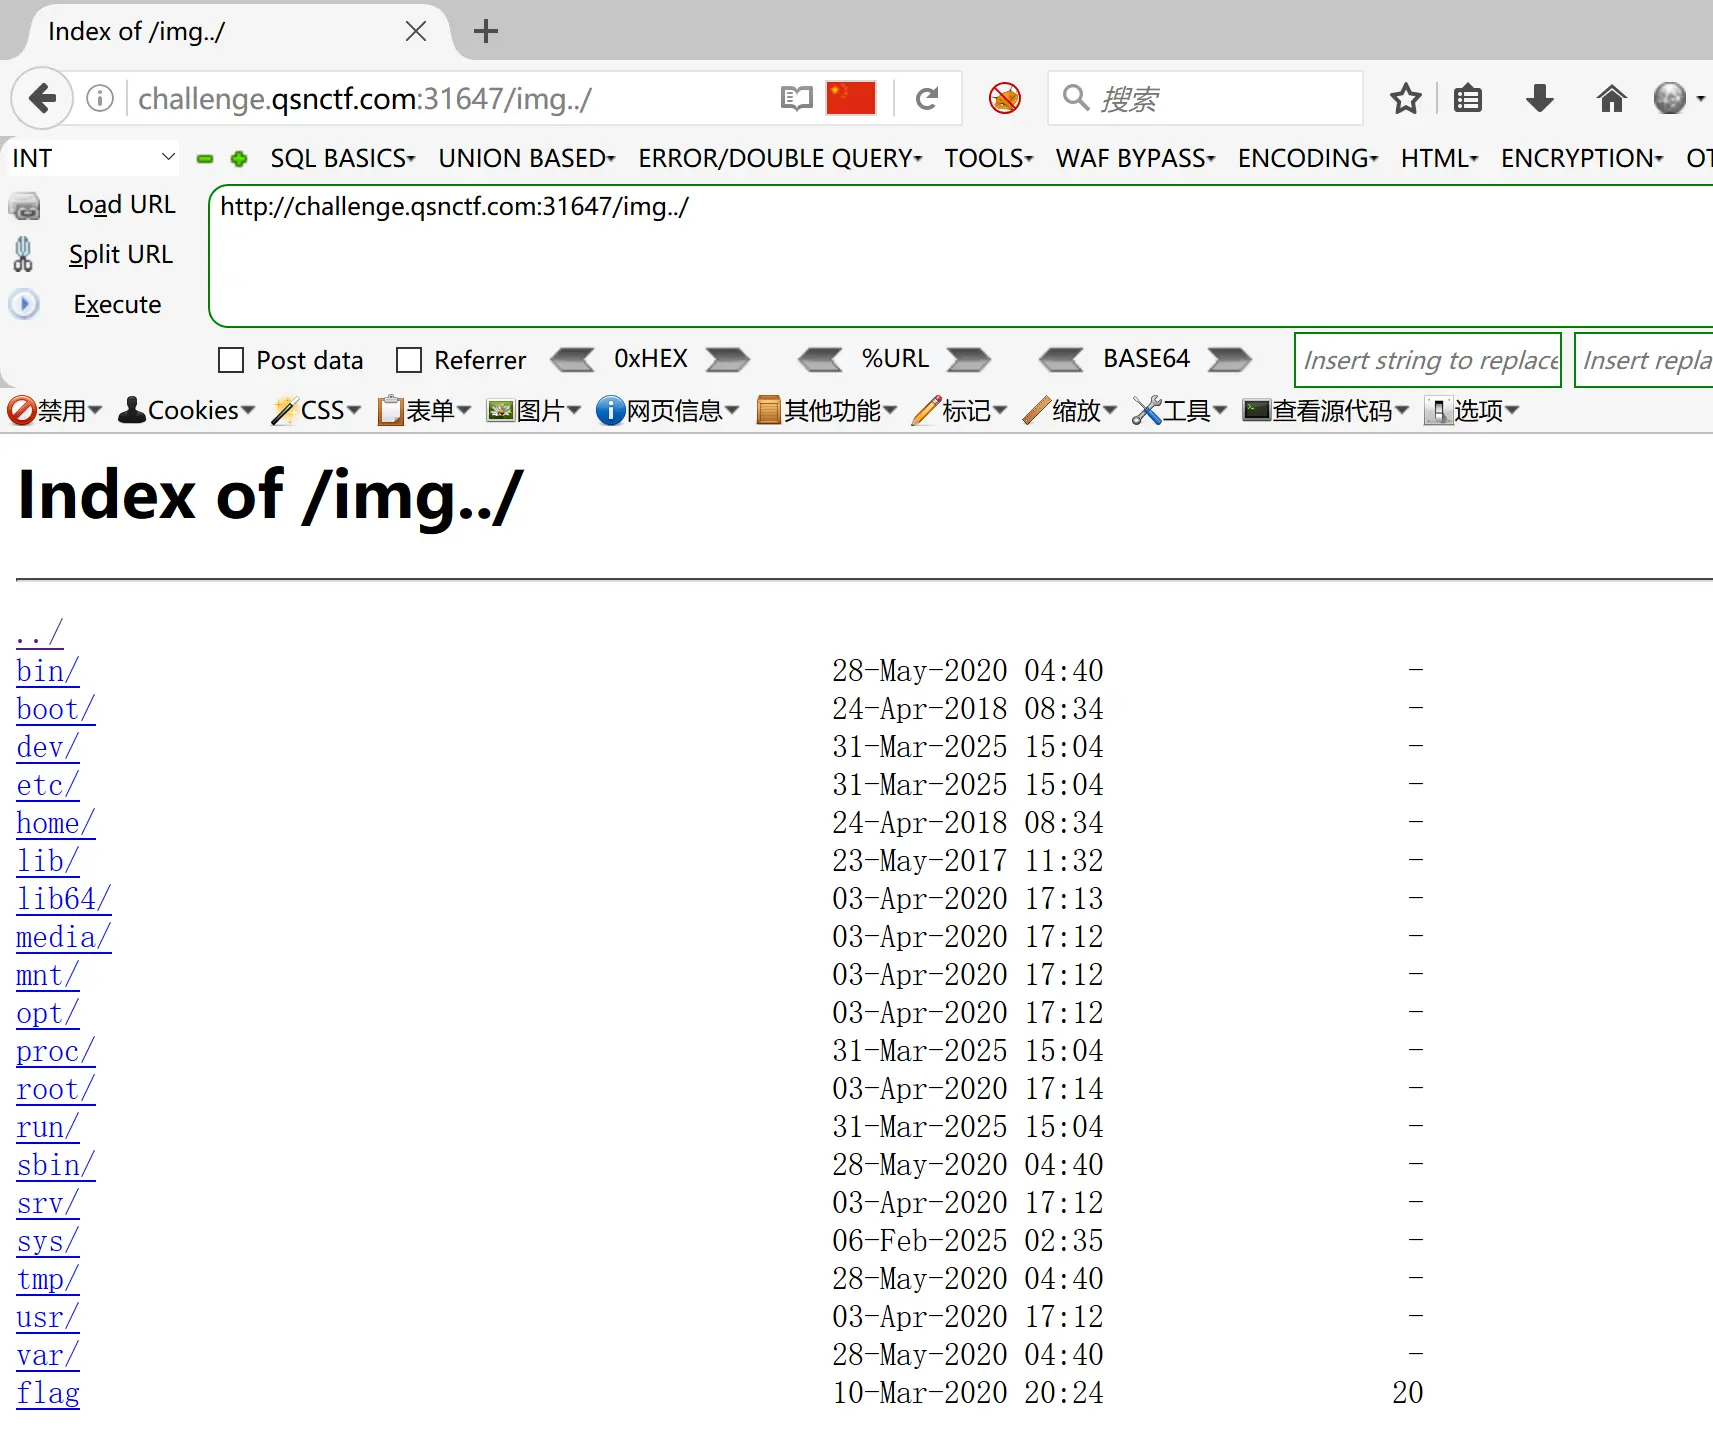 Index of /img../
challenge.qsnctf.com:31647/img../
搜索
INT
SQL BASICS
UNION BASED
ERROR/DOUBLE QUERY
TOOLS
WAF BYPASS
ENCODING
HTML
ENCRYPTION
OT
Load URL
http://challenge.qsnctf.com:31647/img../
Split URL
Execute
Post data
Referrer
0xHEX
%URL
BASE64
Insert string to replace
Insert repla
禁用
Cookies
CSS
表单
图片
网页信息
其他功能
标记
缩放
工具
查看源代码
选项
Index of /img../
../
bin/ 28-May-2020 04:40 -
boot/ 24-Apr-2018 08:34 -
dev/ 31-Mar-2025 15:04 -
etc/ 31-Mar-2025 15:04 -
home/ 24-Apr-2018 08:34 -
lib/ 23-May-2017 11:32 -
lib64/ 03-Apr-2020 17:13 -
media/ 03-Apr-2020 17:12 -
mnt/ 03-Apr-2020 17:12 -
opt/ 03-Apr-2020 17:12 -
proc/ 31-Mar-2025 15:04 -
root/ 03-Apr-2020 17:14 -
run/ 31-Mar-2025 15:04 -
sbin/ 28-May-2020 04:40 -
srv/ 03-Apr-2020 17:12 -
sys/ 06-Feb-2025 02:35 -
tmp/ 28-May-2020 04:40 -
usr/ 03-Apr-2020 17:12 -
var/ 28-May-2020 04:40 -
flag 10-Mar-2020 20:24 20